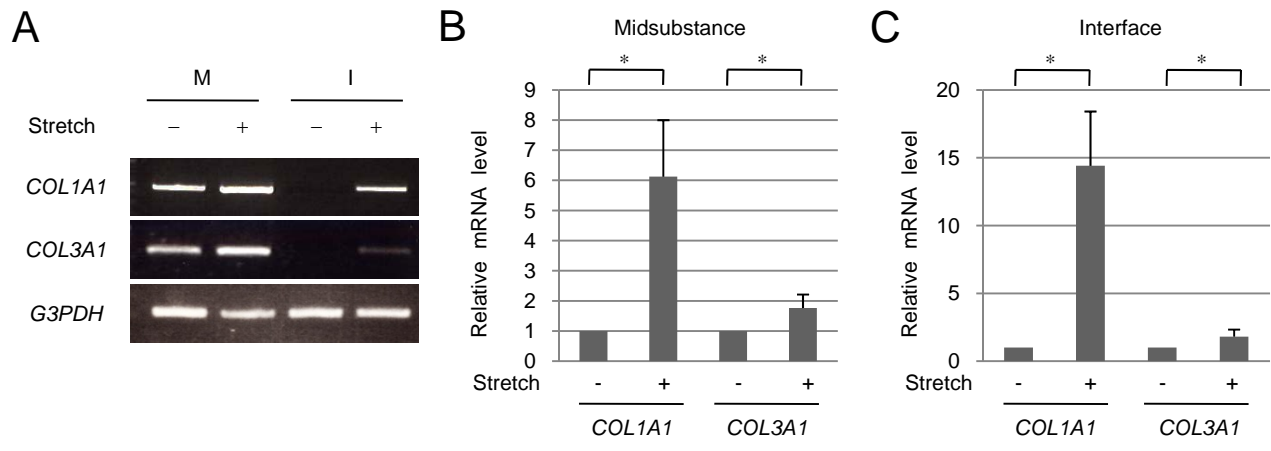 A
M I
Stretch − + − +
COL1A1
COL3A1
G3PDH
B
Midsubstance
* *
Relative mRNA level
9
8
7
6
5
4
3
2
1
0
Stretch - + - +
COL1A1 COL3A1
C
Interface
* *
Relative mRNA level
20
15
10
5
0
Stretch - + - +
COL1A1 COL3A1